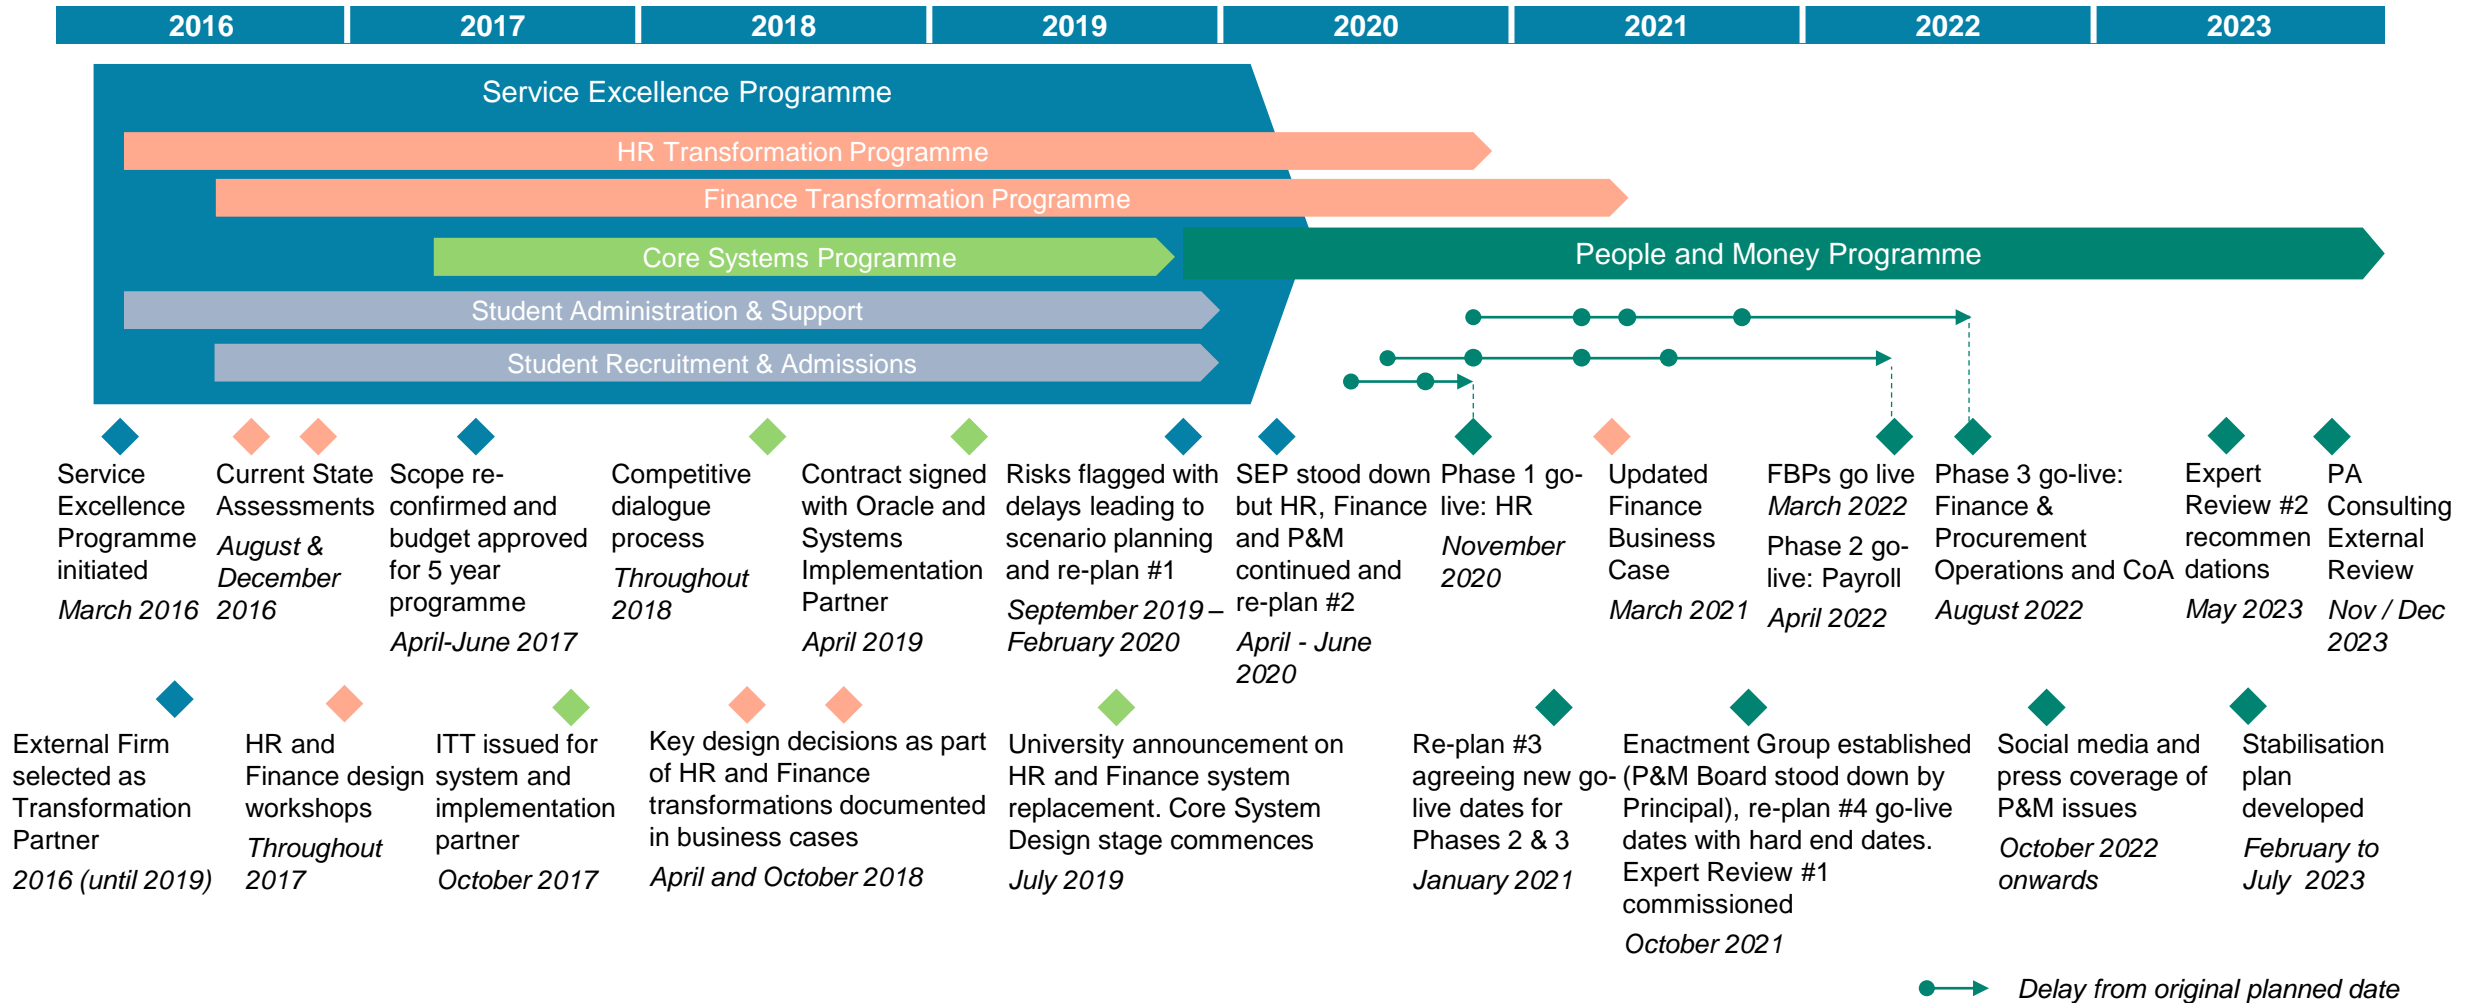 2016 2017 2018 2019 2020 2021 2022 2023
Service Excellence Programme
HR Transformation Programme
Finance Transformation Programme
Core Systems Programme
People and Money Programme
Student Administration & Support
Student Recruitment & Admissions
Service
Excellence
Programme
initiated
March 2016
Current State
Assessments
August &
December
2016
Scope re-
confirmed and
budget approved
for 5 year
programme
April-June 2017
Competitive
dialogue
process
Throughout
2018
Contract signed
with Oracle and
Systems
Implementation
Partner
April 2019
Risks flagged with
delays leading to
scenario planning
and re-plan #1
September 2019 –
February 2020
SEP stood down
but HR, Finance
and P&M
continued and
re-plan #2
April - June
2020
Phase 1 go-
live: HR
November
2020
Updated
Finance
Business
Case
March 2021
FBPs go live
March 2022
Phase 2 go-
live: Payroll
April 2022
Phase 3 go-live:
Finance &
Procurement
Operations and CoA
August 2022
Expert
Review #2
recommen
dations
May 2023
PA
Consulting
External
Review
Nov / Dec
2023
External Firm
selected as
Transformation
Partner
2016 (until 2019)
HR and
Finance design
workshops
Throughout
2017
ITT issued for
system and
implementation
partner
October 2017
Key design decisions as part
of HR and Finance
transformations documented
in business cases
April and October 2018
University announcement on
HR and Finance system
replacement. Core System
Design stage commences
July 2019
Re-plan #3
agreeing new go-
live dates for
Phases 2 & 3
January 2021
Enactment Group established
(P&M Board stood down by
Principal), re-plan #4 go-live
dates with hard end dates.
Expert Review #1
commissioned
October 2021
Social media and
press coverage of
P&M issues
October 2022
onwards
Stabilisation
plan
developed
February to
July 2023
Delay from original planned date